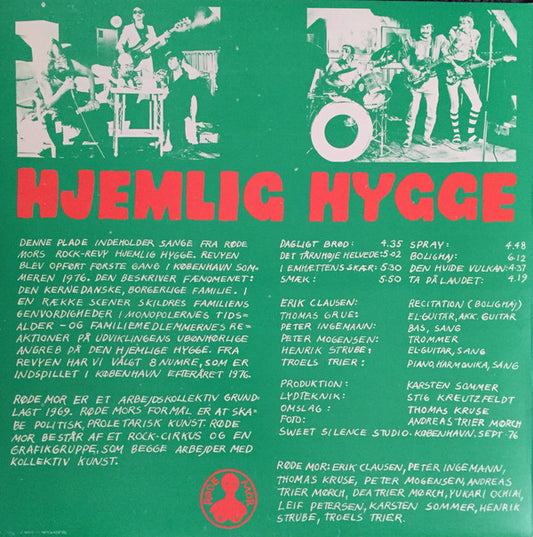 HJEMLIG HYGGE
DENNE PLADE INDEHOLDER SANGE FRA RØDE
MORS ROCK-REVY HJEMLIG HYGGE. REVYEN
BLEV OPFØRT FØRSTE GANG I KØBENHAVN SOM-
MEREN 1976. DEN BESKRIVER FÆNOMENET:
DEN KERNEDANSKE, BORGERLIGE FAMILIE. I
EN RÆKKE SCENER SKILDRES FAMILIENS
GENVORDIGHEDER I MONOPOLERNES TIDS-
ALDER - OG FAMILIEMEDLEMMERNES RE-
AKTIONER PÅ UDVIKLINGENS UBØNHØRLIGE
ANGREB PÅ DEN HJEMLIGE HYGGE. FRA
REVYEN HAR VI VALGT 8 NUMRE, SOM ER
INDSPILLET I KØBENHAVN EFTERÅRET 1976.
RØDE MOR ER ET ARBEJDSKOLLEKTIV GRUND-
LAGT 1969. RØDE MORS FORMÅL ER AT SKA-
BE POLITISK, PROLETARISK KUNST. RØDE
MOR BESTÅR AF ET ROCK-CIRKUS OG EN
GRAFIKGRUPPE, SOM BEGGE ARBEJDER MED
KOLLEKTIV KUNST.
RØDE MOR
DAGLIGT BRØD: 4.35 SPRAY: 4.48
DET TÅRNHØJE HELVEDE: 5.02 BOLIGHAJ: 6.12
I EMHÆTTENS SKÆR: 5.30 DEN HVIDE VULKAN: 4.37
SMÆK: 5.50 TA PÅ LANDET: 4.19
ERIK CLAUSEN: RECITATION (BOLIGHAJ)
THOMAS GRUE: EL-GUITAR, AKK. GUITAR
PETER INGEMANN: BAS, SANG
PETER MOGENSEN: TROMMER
HENRIK STRUBE: EL-GUITAR, SANG
TROELS TRIER: PIANO, HARMONIKA, SANG
PRODUKTION: KARSTEN SOMMER
LYDTEKNIK: STIG KREUTZFELDT
OMSLAG: THOMAS KRUSE
FOTO: ANDREAS TRIER MØRCH
SWEET SILENCE STUDIO. KØBENHAVN. SEPT. 76
RØDE MOR: ERIK CLAUSEN, PETER INGEMANN,
THOMAS KRUSE, PETER MOGENSEN, ANDREAS
TRIER MØRCH, DEA TRIER MØRCH, YUKARI OCHIAI,
LEIF PETERSEN, KARSTEN SOMMER, HENRIK
STRUBE, TROELS TRIER.